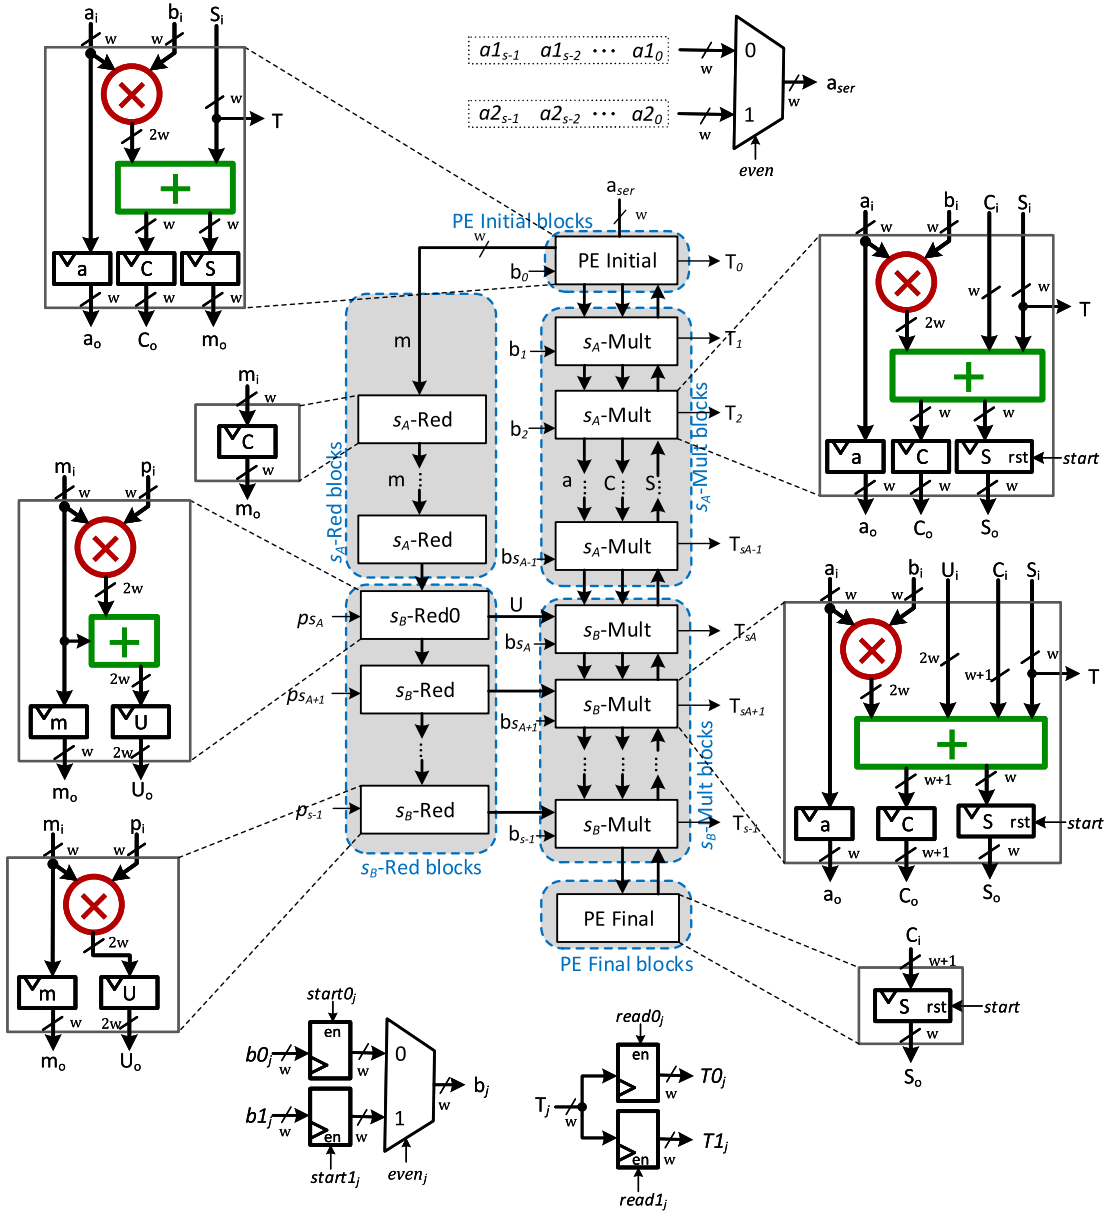 a_i b_i S_i
w w
w
2w T
+
w w
a C S
w w w
a_o C_o m_o
a1_{s-1} a1_{s-2} ... a1_0 w 0
w a_ser
a2_{s-1} a2_{s-2} ... a2_0 w 1
even
a_ser
w
PE Initial blocks
w
PE Initial T_0
b_0
m
s_A-Mult T_1
b_1
s_A-Red
s_A-Mult T_2
b_2
m
a C S
s_A-Red
s_A-Mult T_{sA-1}
b_{sA-1}
s_A-Red blocks
s_A-Mult blocks
s_B-Red0 U
p_{sA}
s_B-Mult T_{sA}
b_{sA}
s_B-Red
p_{sA+1}
s_B-Mult T_{sA+1}
b_{sA+1}
s_B-Red
p_{s-1}
s_B-Mult T_{s-1}
b_{s-1}
s_B-Red blocks
s_B-Mult blocks
PE Final
PE Final blocks
a_i b_i C_i S_i
w w
w w
2w T
+
w w
a C S rst start
w w w
a_o C_o S_o
m_i
w
C
w
m_o
m_i p_i
w w
2w
+
2w
m U
w 2w
m_o U_o
m_i p_i
w w
2w
m U
w 2w
m_o U_o
a_i b_i U_i C_i S_i
w w w
2w 2w w+1 T
+
w+1 w
a C S rst start
w w+1 w
a_o C_o S_o
C_i
w+1
S rst start
w
S_o
start0_j
en
b0_j w w 0
w b_j
b1_j w w 1
en
start1_j even_j
read0_j
en
w T0_j
T_j w
w T1_j
en
read1_j